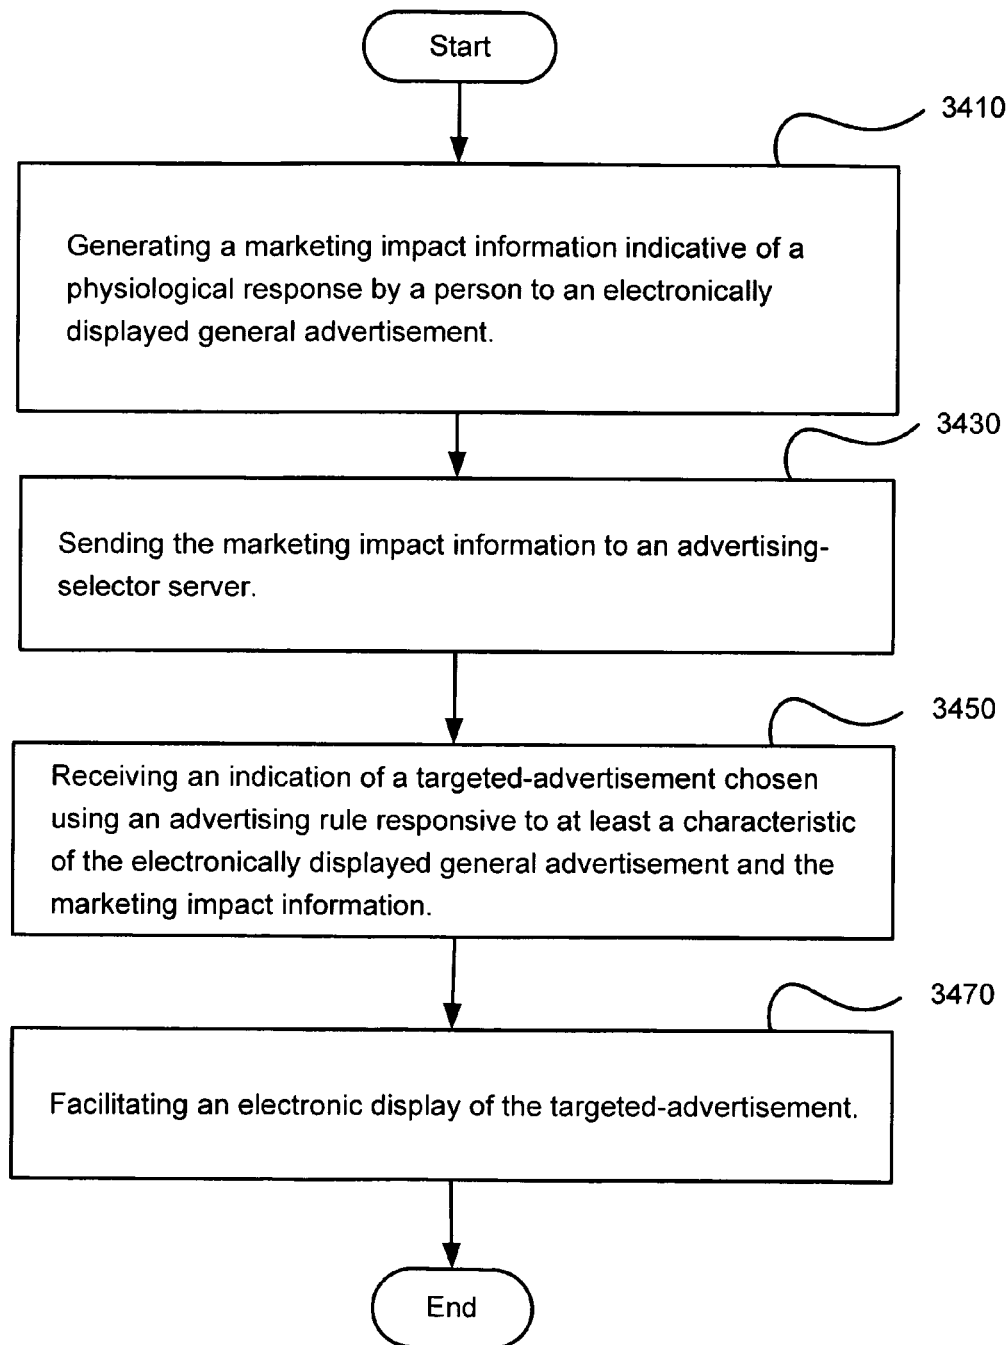 Start
3410
Generating a marketing impact information indicative of a
physiological response by a person to an electronically
displayed general advertisement.
3430
Sending the marketing impact information to an advertising-
selector server.
3450
Receiving an indication of a targeted-advertisement chosen
using an advertising rule responsive to at least a characteristic
of the electronically displayed general advertisement and the
marketing impact information.
3470
Facilitating an electronic display of the targeted-advertisement.
End